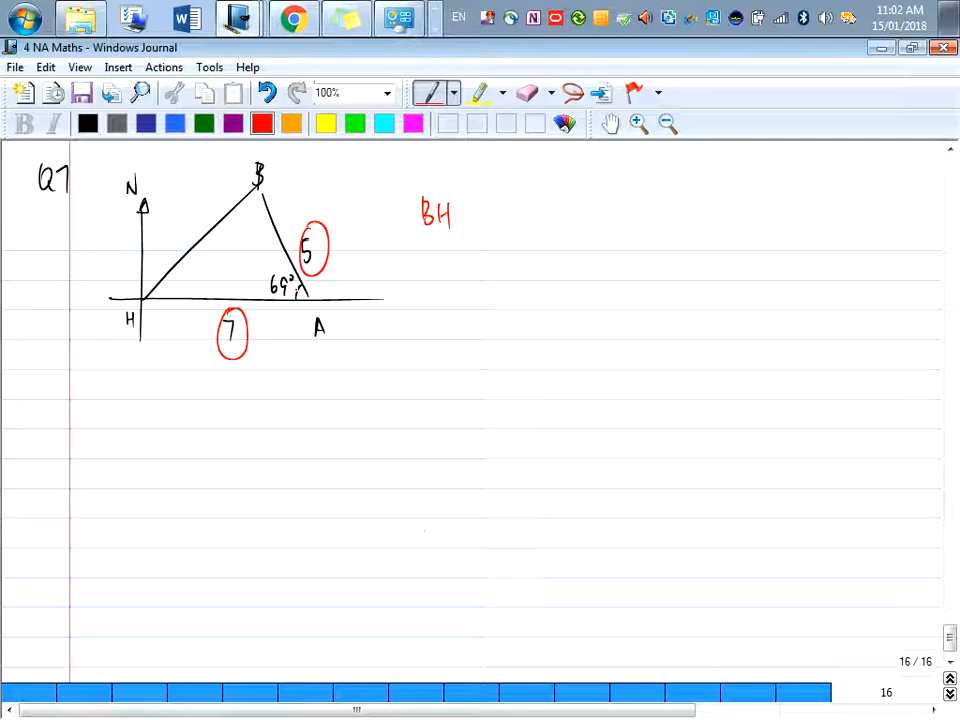 EN
11:02 AM
15/01/2018
4 NA Maths - Windows Journal
File Edit View Insert Actions Tools Help
100%
B I
Q7
N
B
BH
5
69°
H
7
A
16 / 16
16